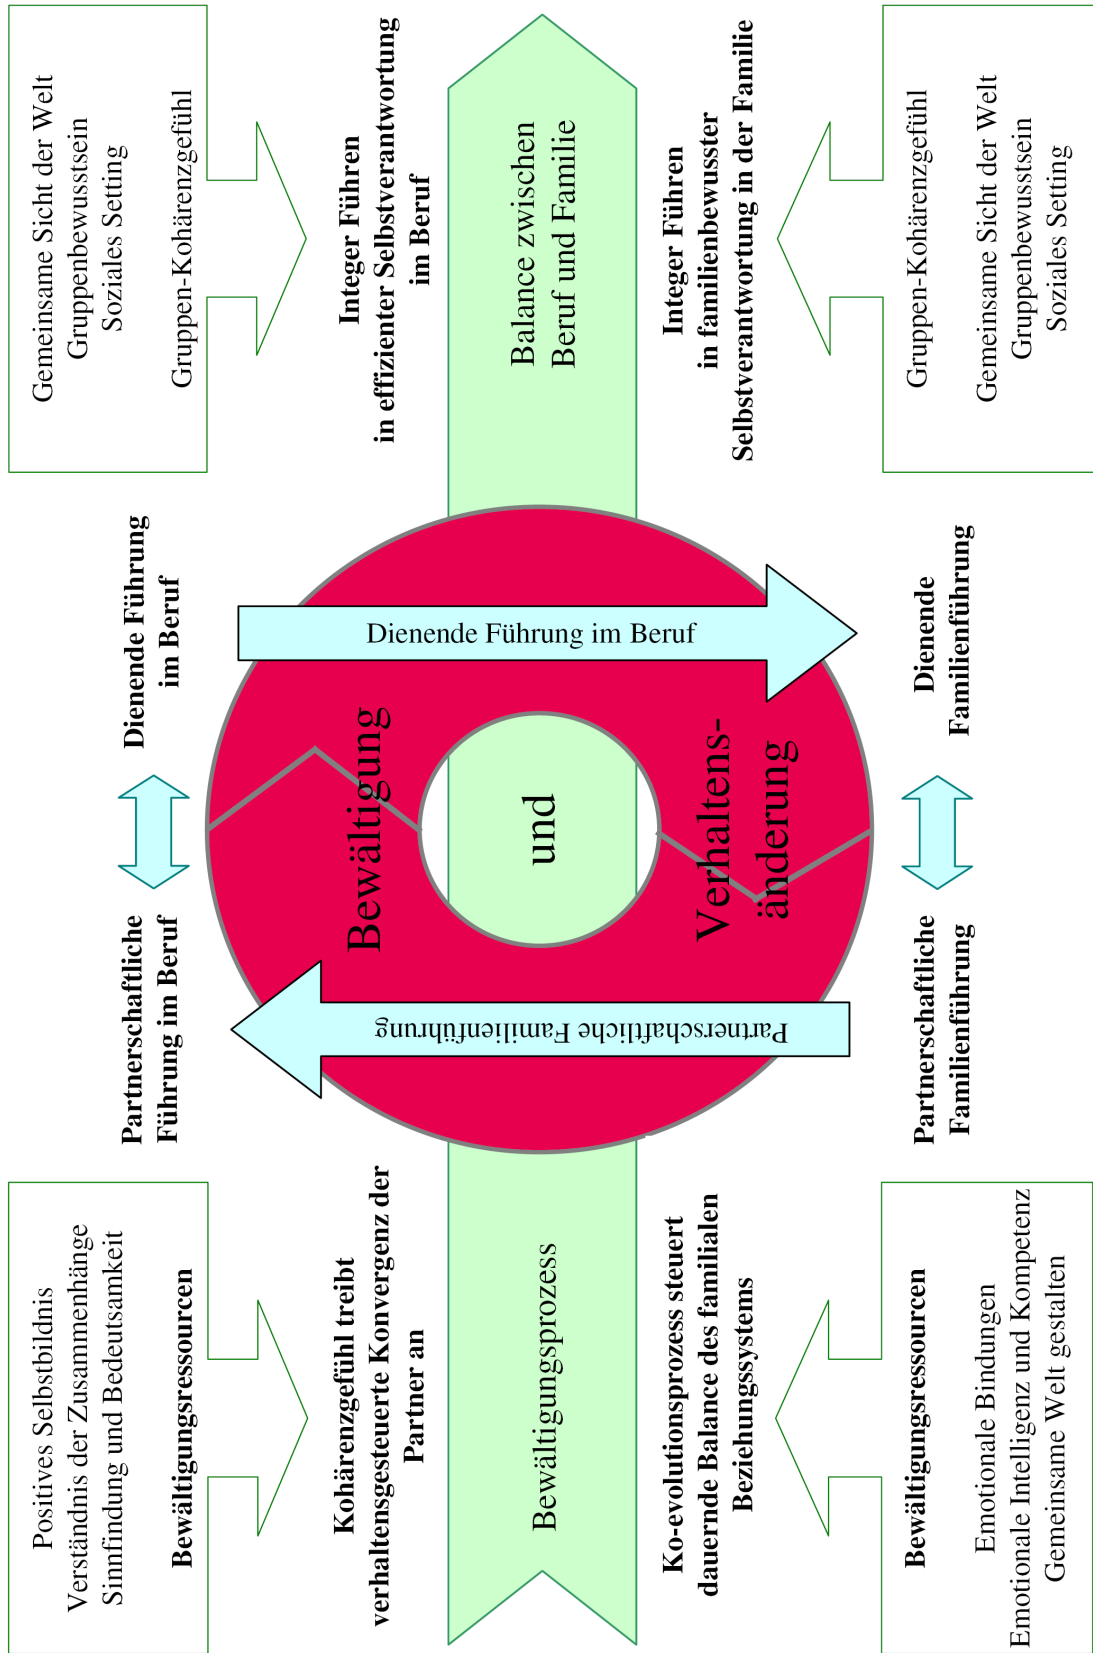 Positives Selbstbildnis
Verständnis der Zusammenhänge
Sinnfindung und Bedeutsamkeit
Bewältigungsressourcen
Partnerschaftliche
Führung im Beruf
Dienende Führung
im Beruf
Gemeinsame Sicht der Welt
Gruppenbewusstsein
Soziales Setting
Gruppen-Kohärenzgefühl
Kohärenzgefühl treibt
verhaltensgesteuerte Konvergenz der
Partner an
Integer Führen
in effizienter Selbstverantwortung
im Beruf
Bewältigungsprozess
Partnerschaftliche Familienführung
Bewältigung
und
Verhaltens-
änderung
Dienende Führung im Beruf
Balance zwischen
Beruf und Familie
Ko-evolutionsprozess steuert
dauernde Balance des familialen
Beziehungssystems
Integer Führen
in familienbewusster
Selbstverantwortung in der Familie
Bewältigungsressourcen
Emotionale Bindungen
Emotionale Intelligenz und Kompetenz
Gemeinsame Welt gestalten
Partnerschaftliche
Familienführung
Dienende
Familienführung
Gruppen-Kohärenzgefühl
Gemeinsame Sicht der Welt
Gruppenbewusstsein
Soziales Setting